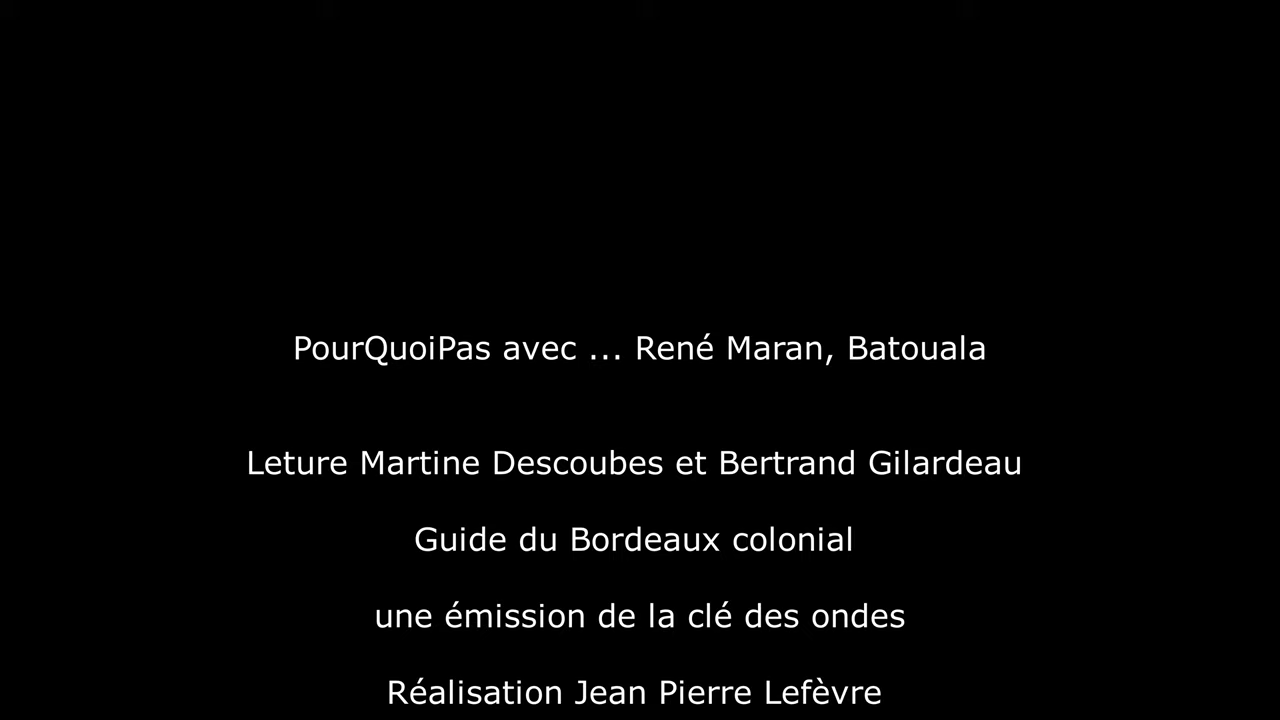 PourQuoiPas avec ... René Maran, Batouala
Leture Martine Descoubes et Bertrand Gilardeau
Guide du Bordeaux colonial
une émission de la clé des ondes
Réalisation Jean Pierre Lefèvre